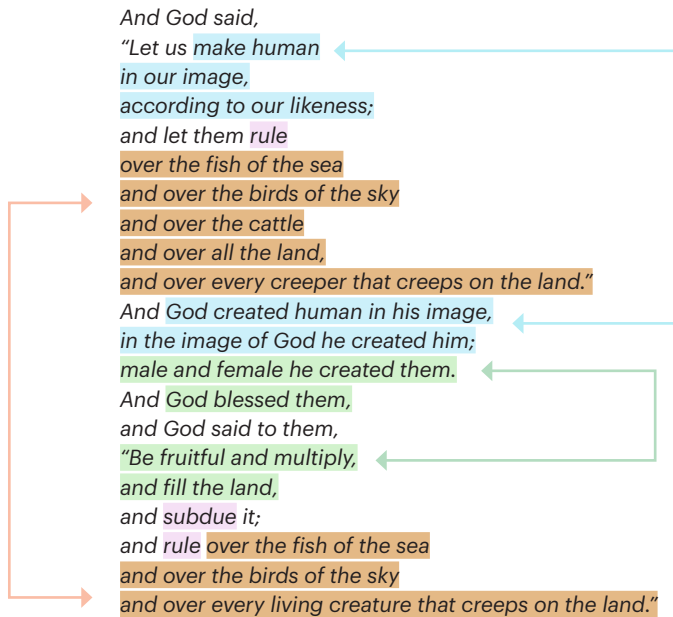 And God said,
“Let us make human
in our image,
according to our likeness;
and let them rule
over the fish of the sea
and over the birds of the sky
and over the cattle
and over all the land,
and over every creeper that creeps on the land.”
And God created human in his image,
in the image of God he created him;
male and female he created them.
And God blessed them,
and God said to them,
“Be fruitful and multiply,
and fill the land,
and subdue it;
and rule over the fish of the sea
and over the birds of the sky
and over every living creature that creeps on the land.”